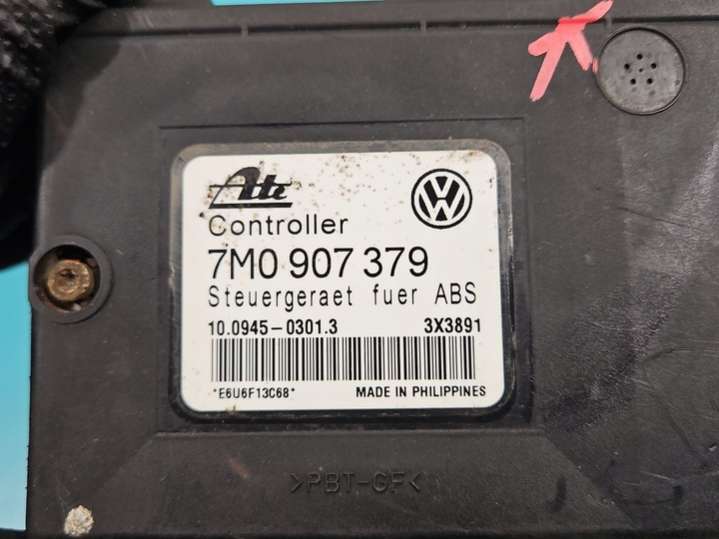 Ate
Controller
7M0 907 379
Steuergeraet fuer ABS
10.0945-0301.3 3X3891
*E6U6F13C68* MADE IN PHILIPPINES
>PBT-GF<